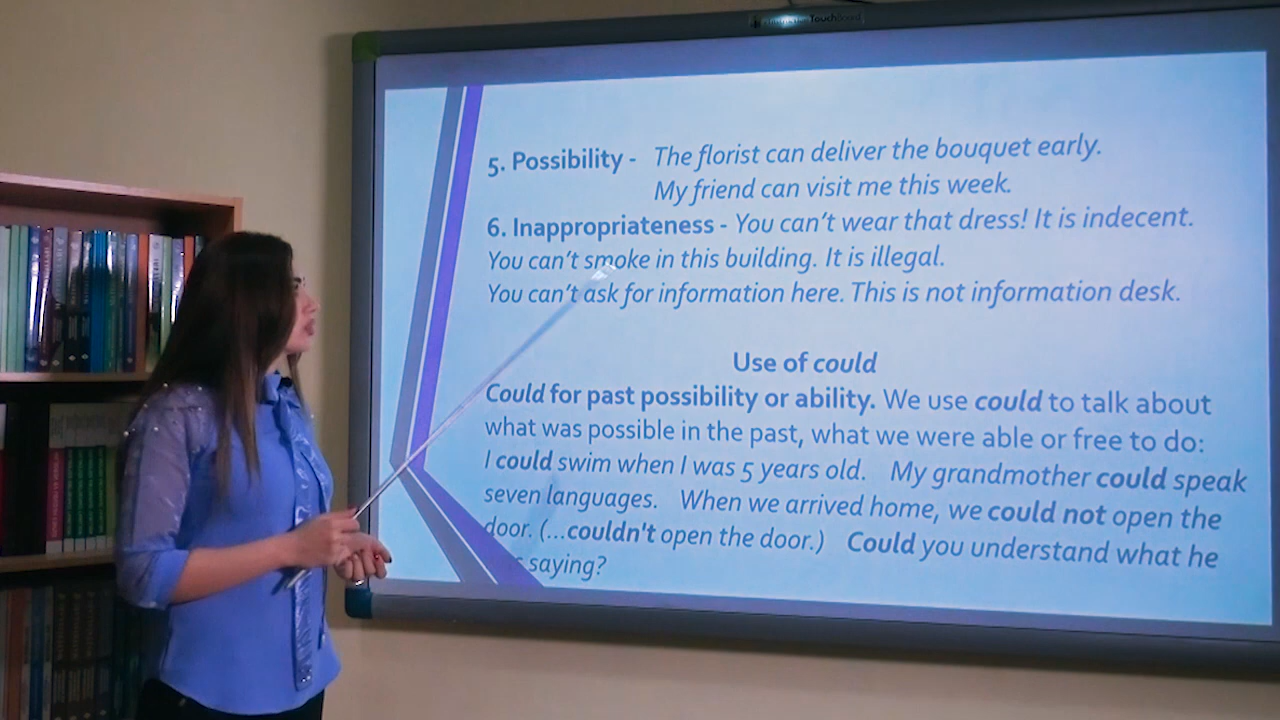 TouchBoard
5. Possibility - The florist can deliver the bouquet early.
My friend can visit me this week.
6. Inappropriateness - You can't wear that dress! It is indecent.
You can't smoke in this building. It is illegal.
You can't ask for information here. This is not information desk.
Use of could
Could for past possibility or ability. We use could to talk about
what was possible in the past, what we were able or free to do:
I could swim when I was 5 years old. My grandmother could speak
seven languages. When we arrived home, we could not open the
door. (...couldn't open the door.) Could you understand what he
saying?